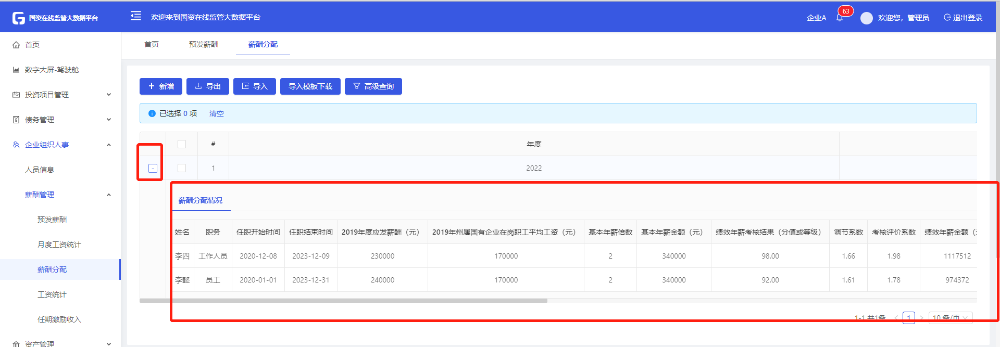 国资在线监管大数据平台
欢迎来到国资在线监管大数据平台
企业A
63
欢迎您，管理员
退出登录
首页
数字大屏-驾驶舱
投资项目管理
债务管理
企业组织人事
人员信息
薪酬管理
预发薪酬
月度工资统计
薪酬分配
工资统计
任期激励收入
资产管理
首页 预发薪酬 薪酬分配
新增 导出 导入 导入模板下载 高级查询
已选择 0 项 清空
# 年度
- 1 2022
薪酬分配情况
姓名 职务 任职开始时间 任职结束时间 2019年度应发薪酬（元） 2019年州属国有企业在岗职工平均工资（元） 基本年薪倍数 基本年薪金额（元） 绩效年薪考核结果（分值或等级） 调节系数 考核评价系数 绩效年薪金额（
李四 工作人员 2020-12-08 2023-12-09 230000 170000 2 340000 98.00 1.66 1.98 1117512
李懿 员工 2020-01-01 2023-12-31 240000 170000 2 340000 92.00 1.61 1.78 974372
1-1 共1条 < 1 > 10 条/页